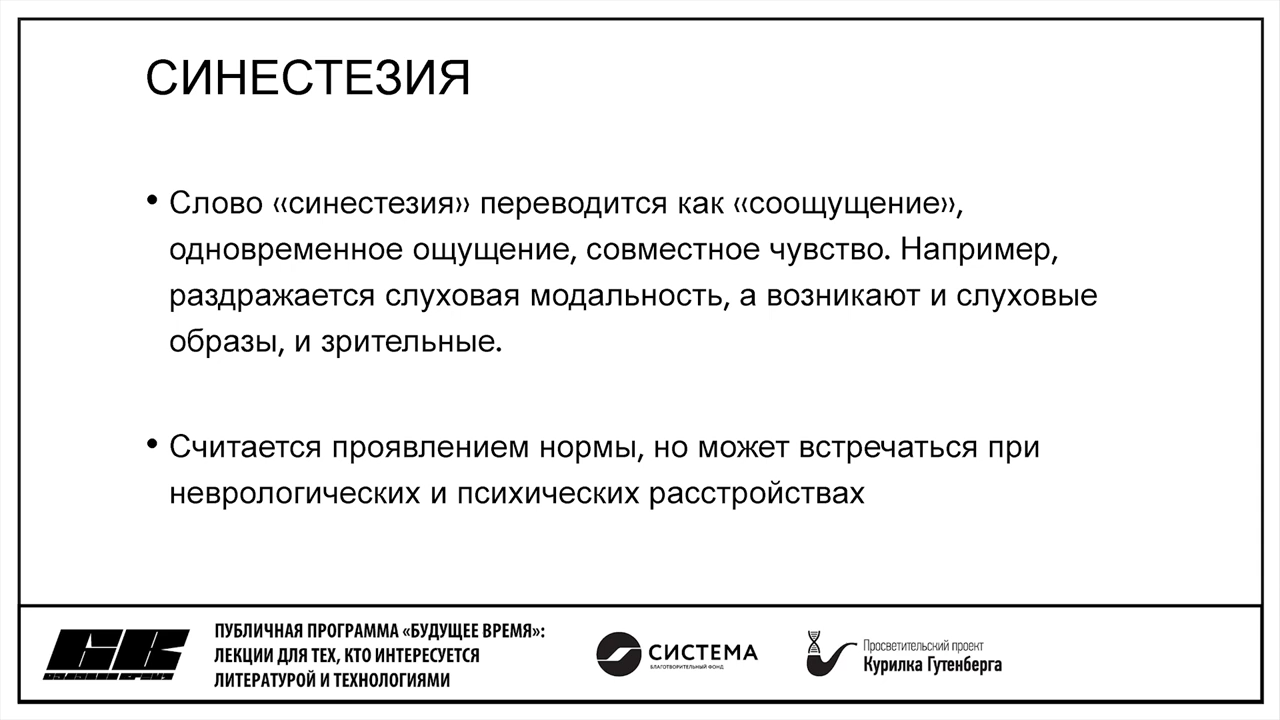 СИНЕСТЕЗИЯ
• Слово «синестезия» переводится как «соощущение»,
одновременное ощущение, совместное чувство. Например,
раздражается слуховая модальность, а возникают и слуховые
образы, и зрительные.
• Считается проявлением нормы, но может встречаться при
неврологических и психических расстройствах
БВ
ПУБЛИЧНАЯ ПРОГРАММА «БУДУЩЕЕ ВРЕМЯ»:
ЛЕКЦИИ ДЛЯ ТЕХ, КТО ИНТЕРЕСУЕТСЯ
ЛИТЕРАТУРОЙ И ТЕХНОЛОГИЯМИ
СИСТЕМА
БЛАГОТВОРИТЕЛЬНЫЙ ФОНД
Просветительский проект
Курилка Гутенберга